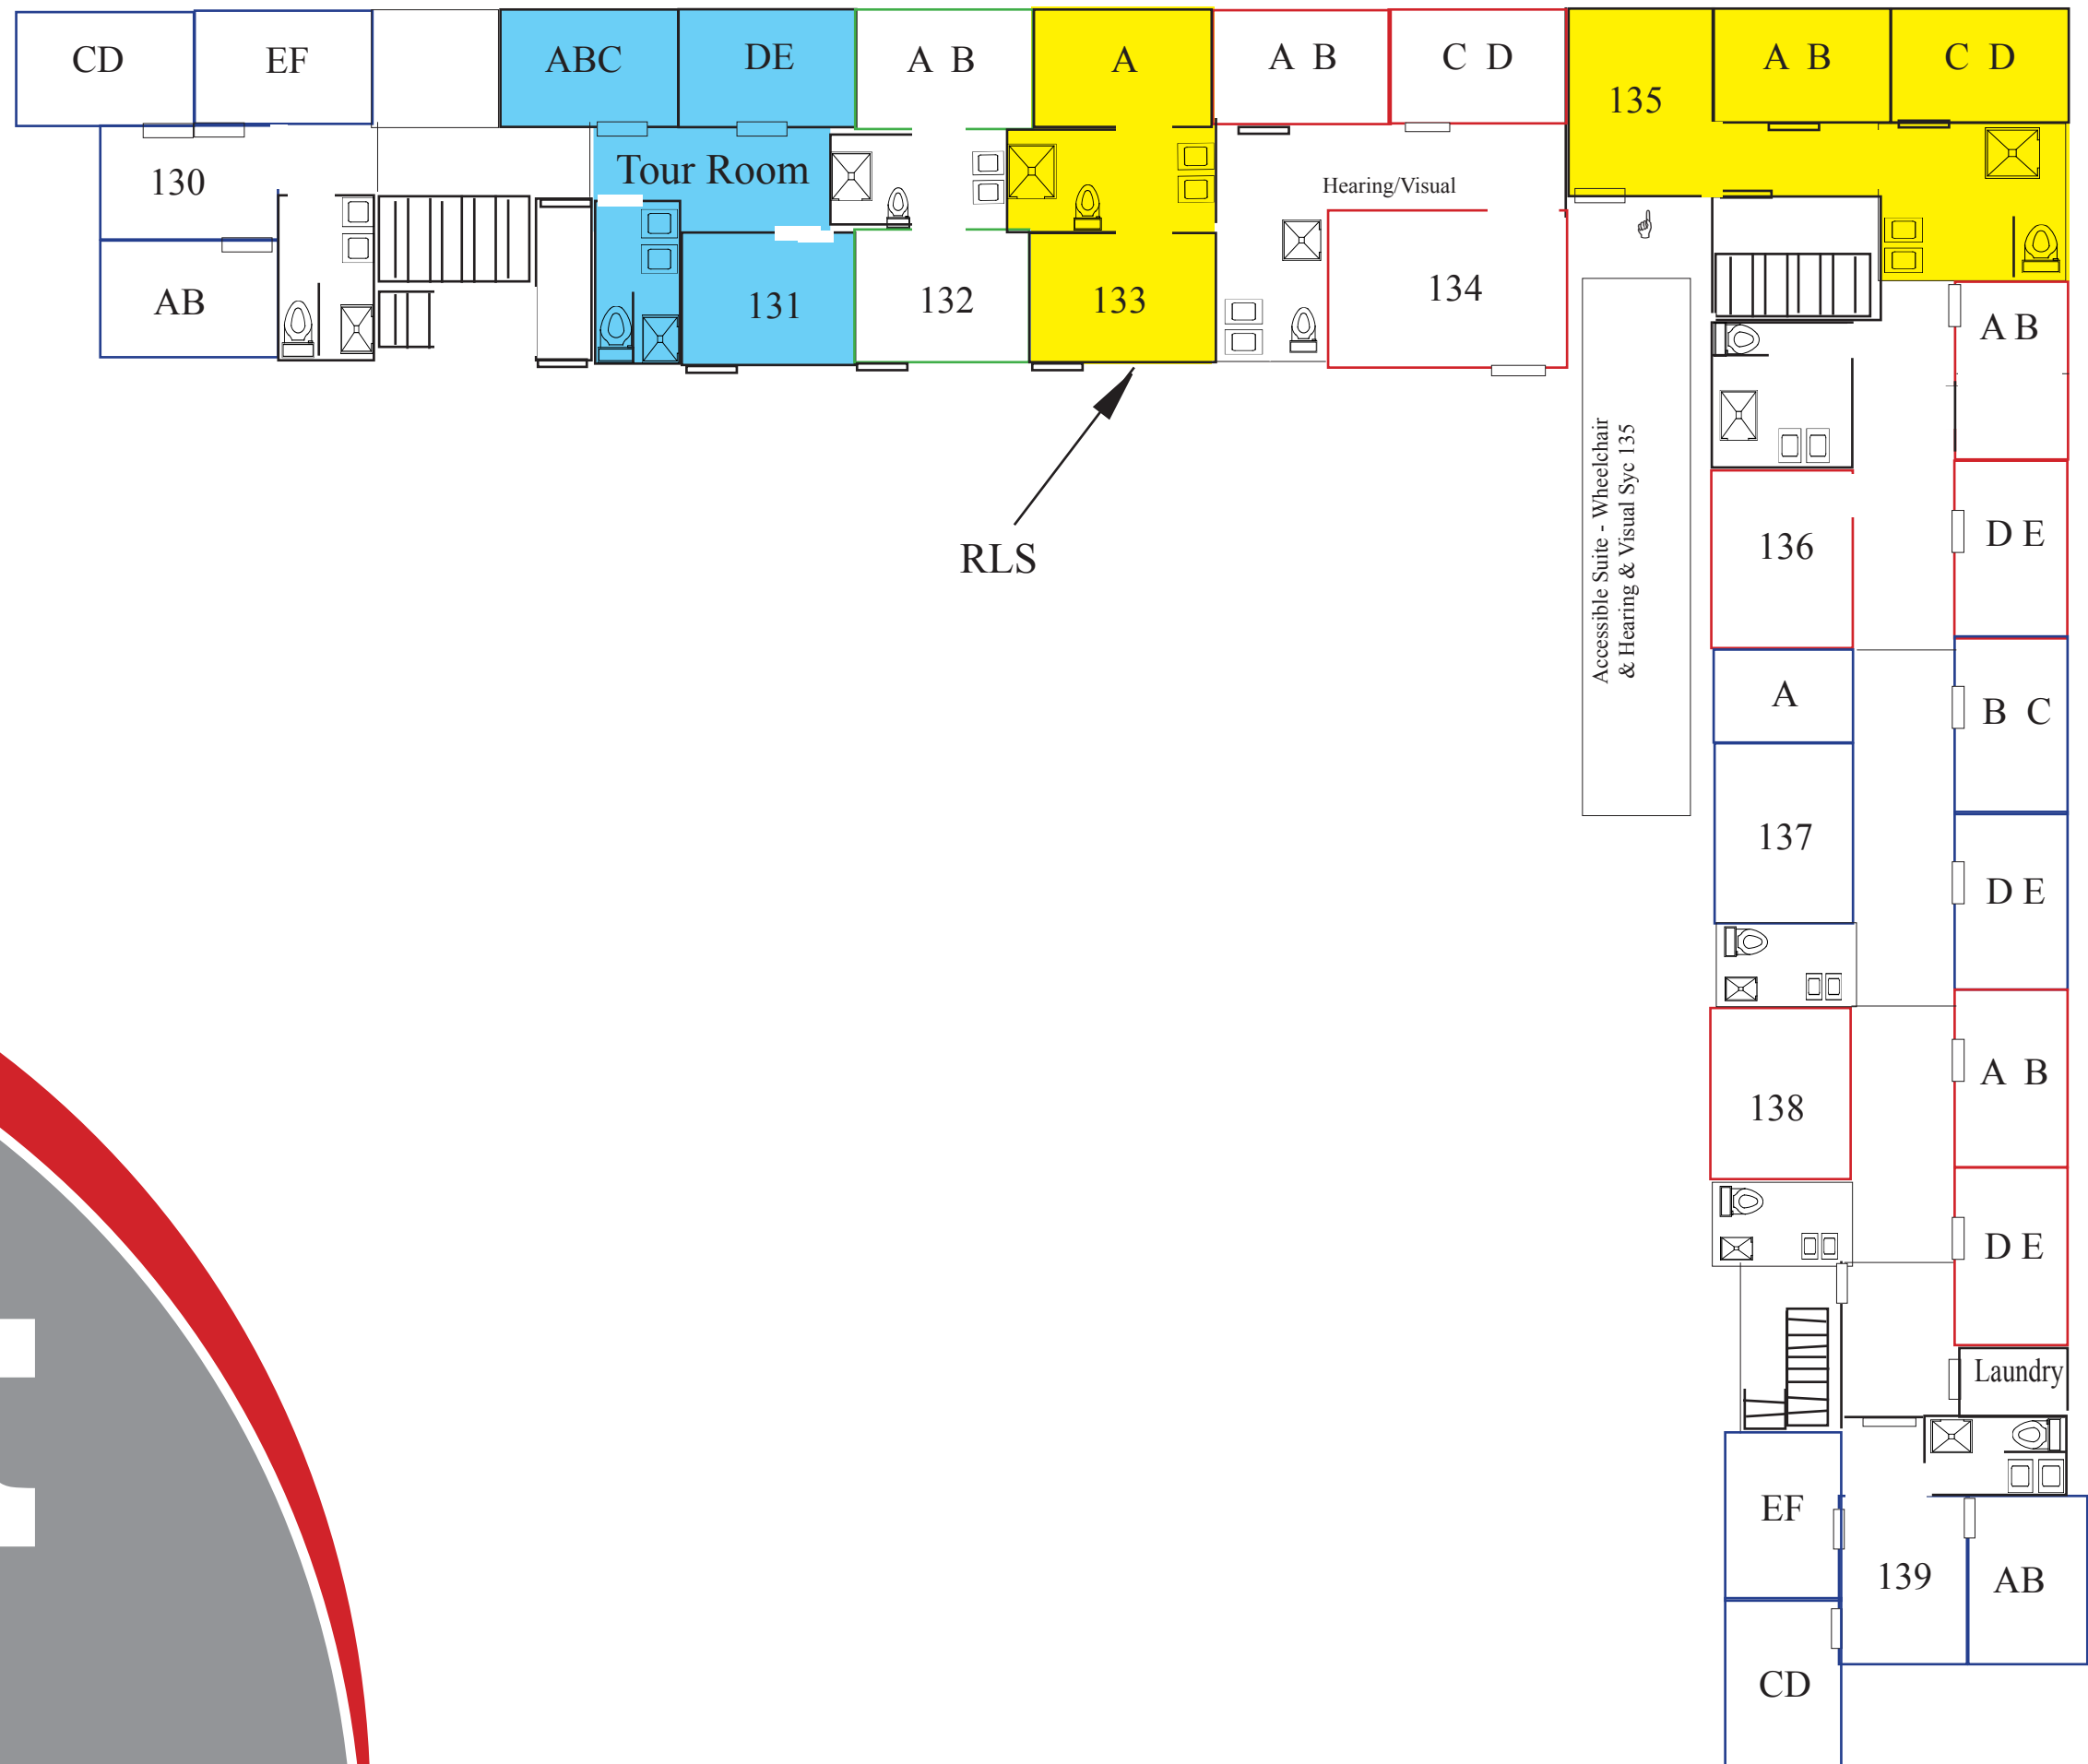 CD
EF
ABC
DE
A B
A
A B
C D
135
A B
C D
130
Tour Room
Hearing/Visual
AB
131
132
133
134
A B
RLS
Accessible Suite - Wheelchair
& Hearing & Visual Syc 135
136
D E
A
B C
137
D E
138
A B
D E
Laundry
EF
139
AB
CD